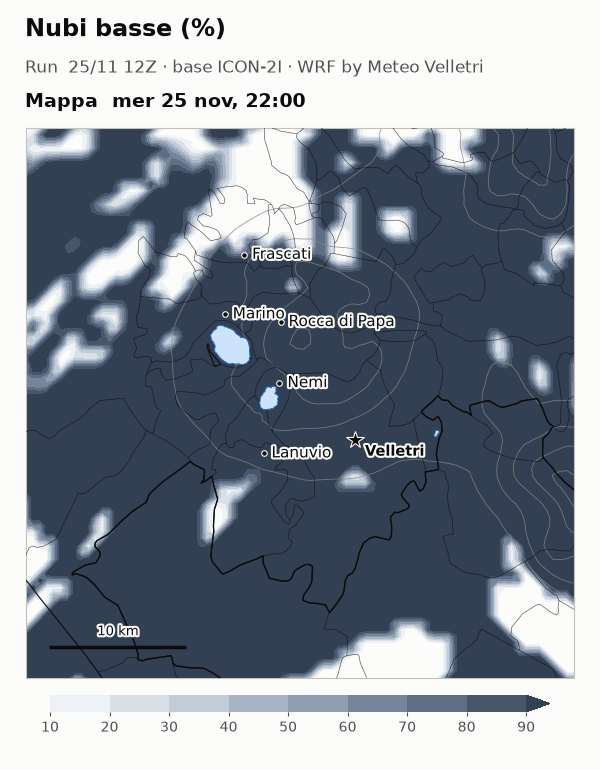 Nubi basse (%)
Run  25/11 12Z · base ICON-2I · WRF by Meteo Velletri
Mappa  mer 25 nov, 22:00
Frascati
Marino
Rocca di Papa
Nemi
Velletri
Lanuvio
10 km
10 20 30 40 50 60 70 80 90